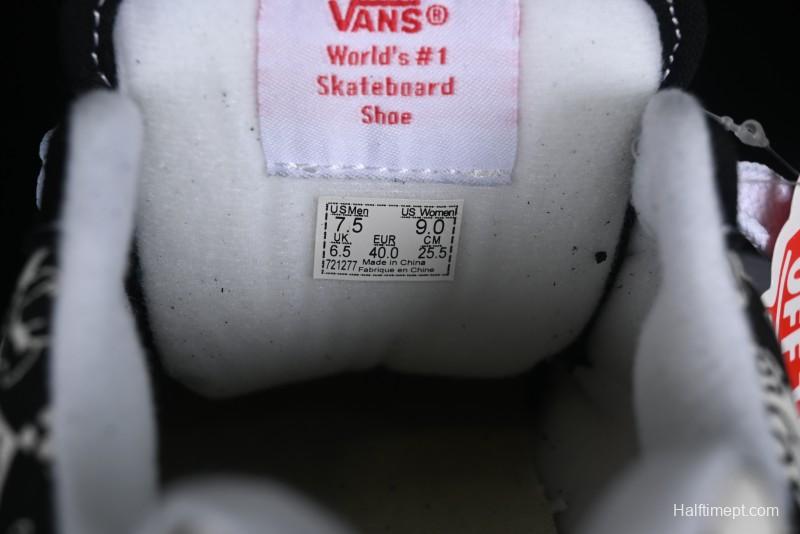 VANS®
World's #1
Skateboard
Shoe
U.S Men US Women
7.5 9.0
UK EUR CM
6.5 40.0 25.5
721277 Made in China
Fabrique en Chine
OFF
Halftimept.com